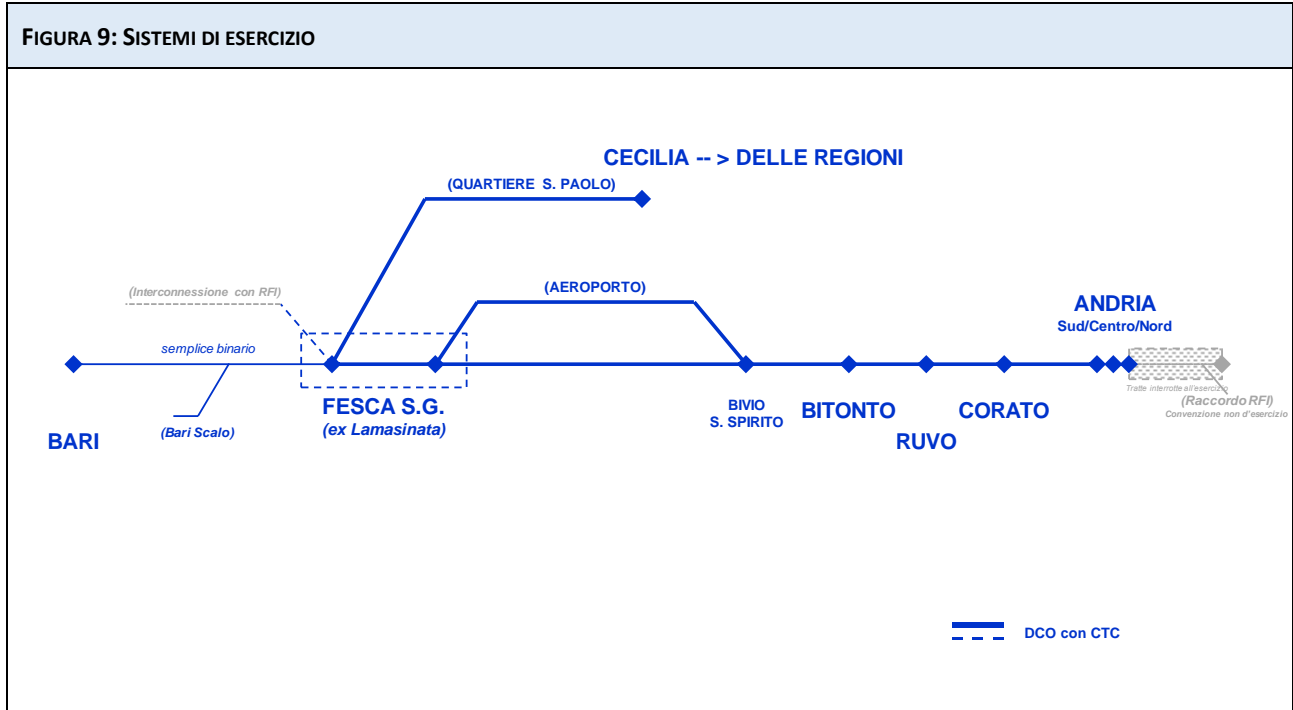 FIGURA 9: SISTEMI DI ESERCIZIO
CECILIA -- > DELLE REGIONI
(QUARTIERE S. PAOLO)
(Interconnessione con RFI)
(AEROPORTO)
ANDRIA
Sud/Centro/Nord
semplice binario
Tratte interrotte all'esercizio
(Raccordo RFI)
Convenzione non d'esercizio
FESCA S.G.
(ex Lamasinata)
(Bari Scalo)
BARI
BIVIO
S. SPIRITO
BITONTO
RUVO
CORATO
DCO con CTC